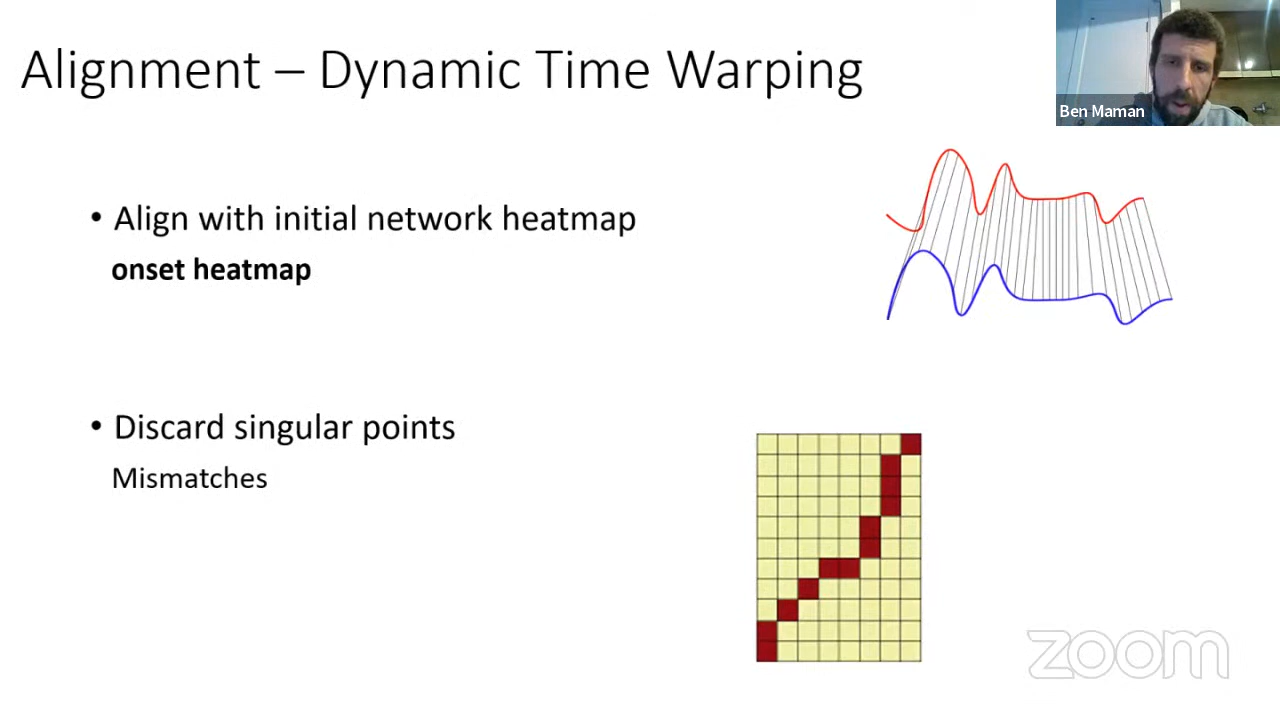 Alignment – Dynamic Time Warping
Ben Maman
• Align with initial network heatmap
onset heatmap
• Discard singular points
Mismatches
zoom